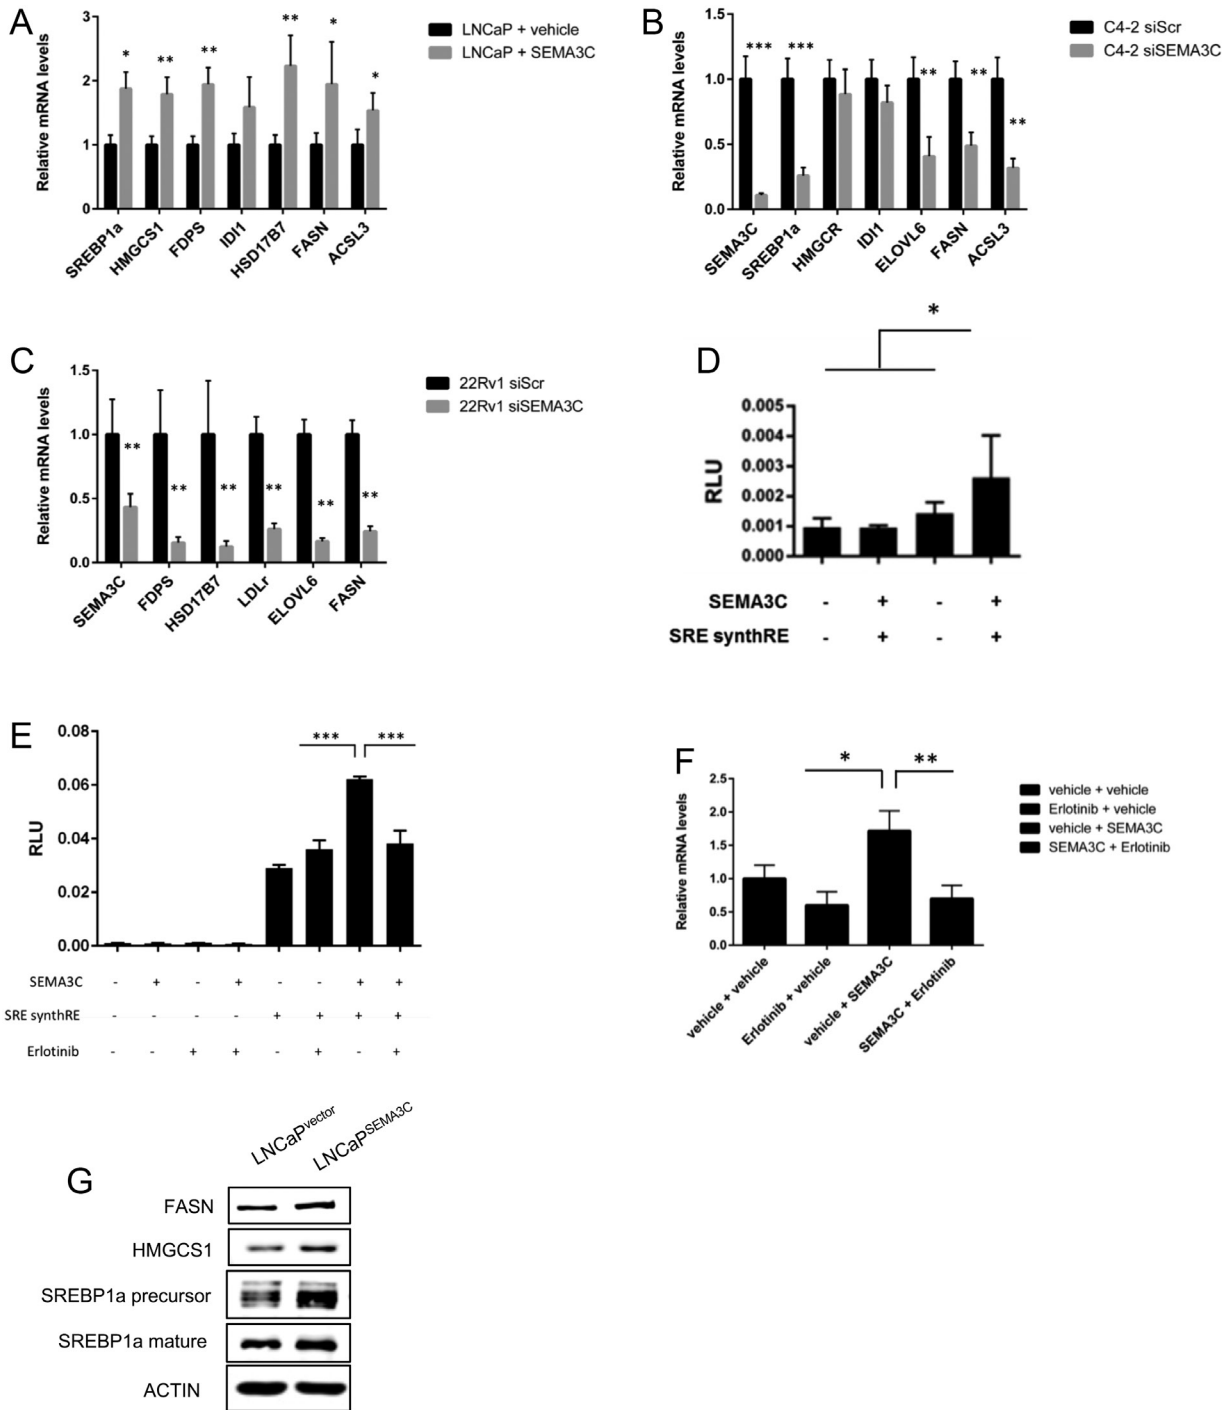 A
Relative mRNA levels
3
2
1
0
* ** ** ** * *
SREBP1a HMGCS1 FDPS IDI1 HSD17B7 FASN ACSL3
LNCaP + vehicle
LNCaP + SEMA3C
B
Relative mRNA levels
1.5
1.0
0.5
0.0
*** *** ** ** **
SEMA3C SREBP1a HMGCR IDI1 ELOVL6 FASN ACSL3
C4-2 siScr
C4-2 siSEMA3C
C
Relative mRNA levels
1.5
1.0
0.5
0.0
** ** ** ** ** **
SEMA3C FDPS HSD17B7 LDLr ELOVL6 FASN
22Rv1 siScr
22Rv1 siSEMA3C
D
*
RLU
0.005
0.004
0.003
0.002
0.001
0.000
SEMA3C - + - +
SRE synthRE - + - +
E
RLU
0.08
0.06
0.04
0.02
0.00
*** ***
SEMA3C - + - + - - + +
SRE synthRE - - - - + + + +
Erlotinib - - + + - + - +
F
Relative mRNA levels
2.5
2.0
1.5
1.0
0.5
0.0
* **
vehicle + vehicle
Erlotinib + vehicle
vehicle + SEMA3C
SEMA3C + Erlotinib
vehicle + vehicle
Erlotinib + vehicle
vehicle + SEMA3C
SEMA3C + Erlotinib
G
LNCaPvector LNCaPSEMA3C
FASN
HMGCS1
SREBP1a precursor
SREBP1a mature
ACTIN